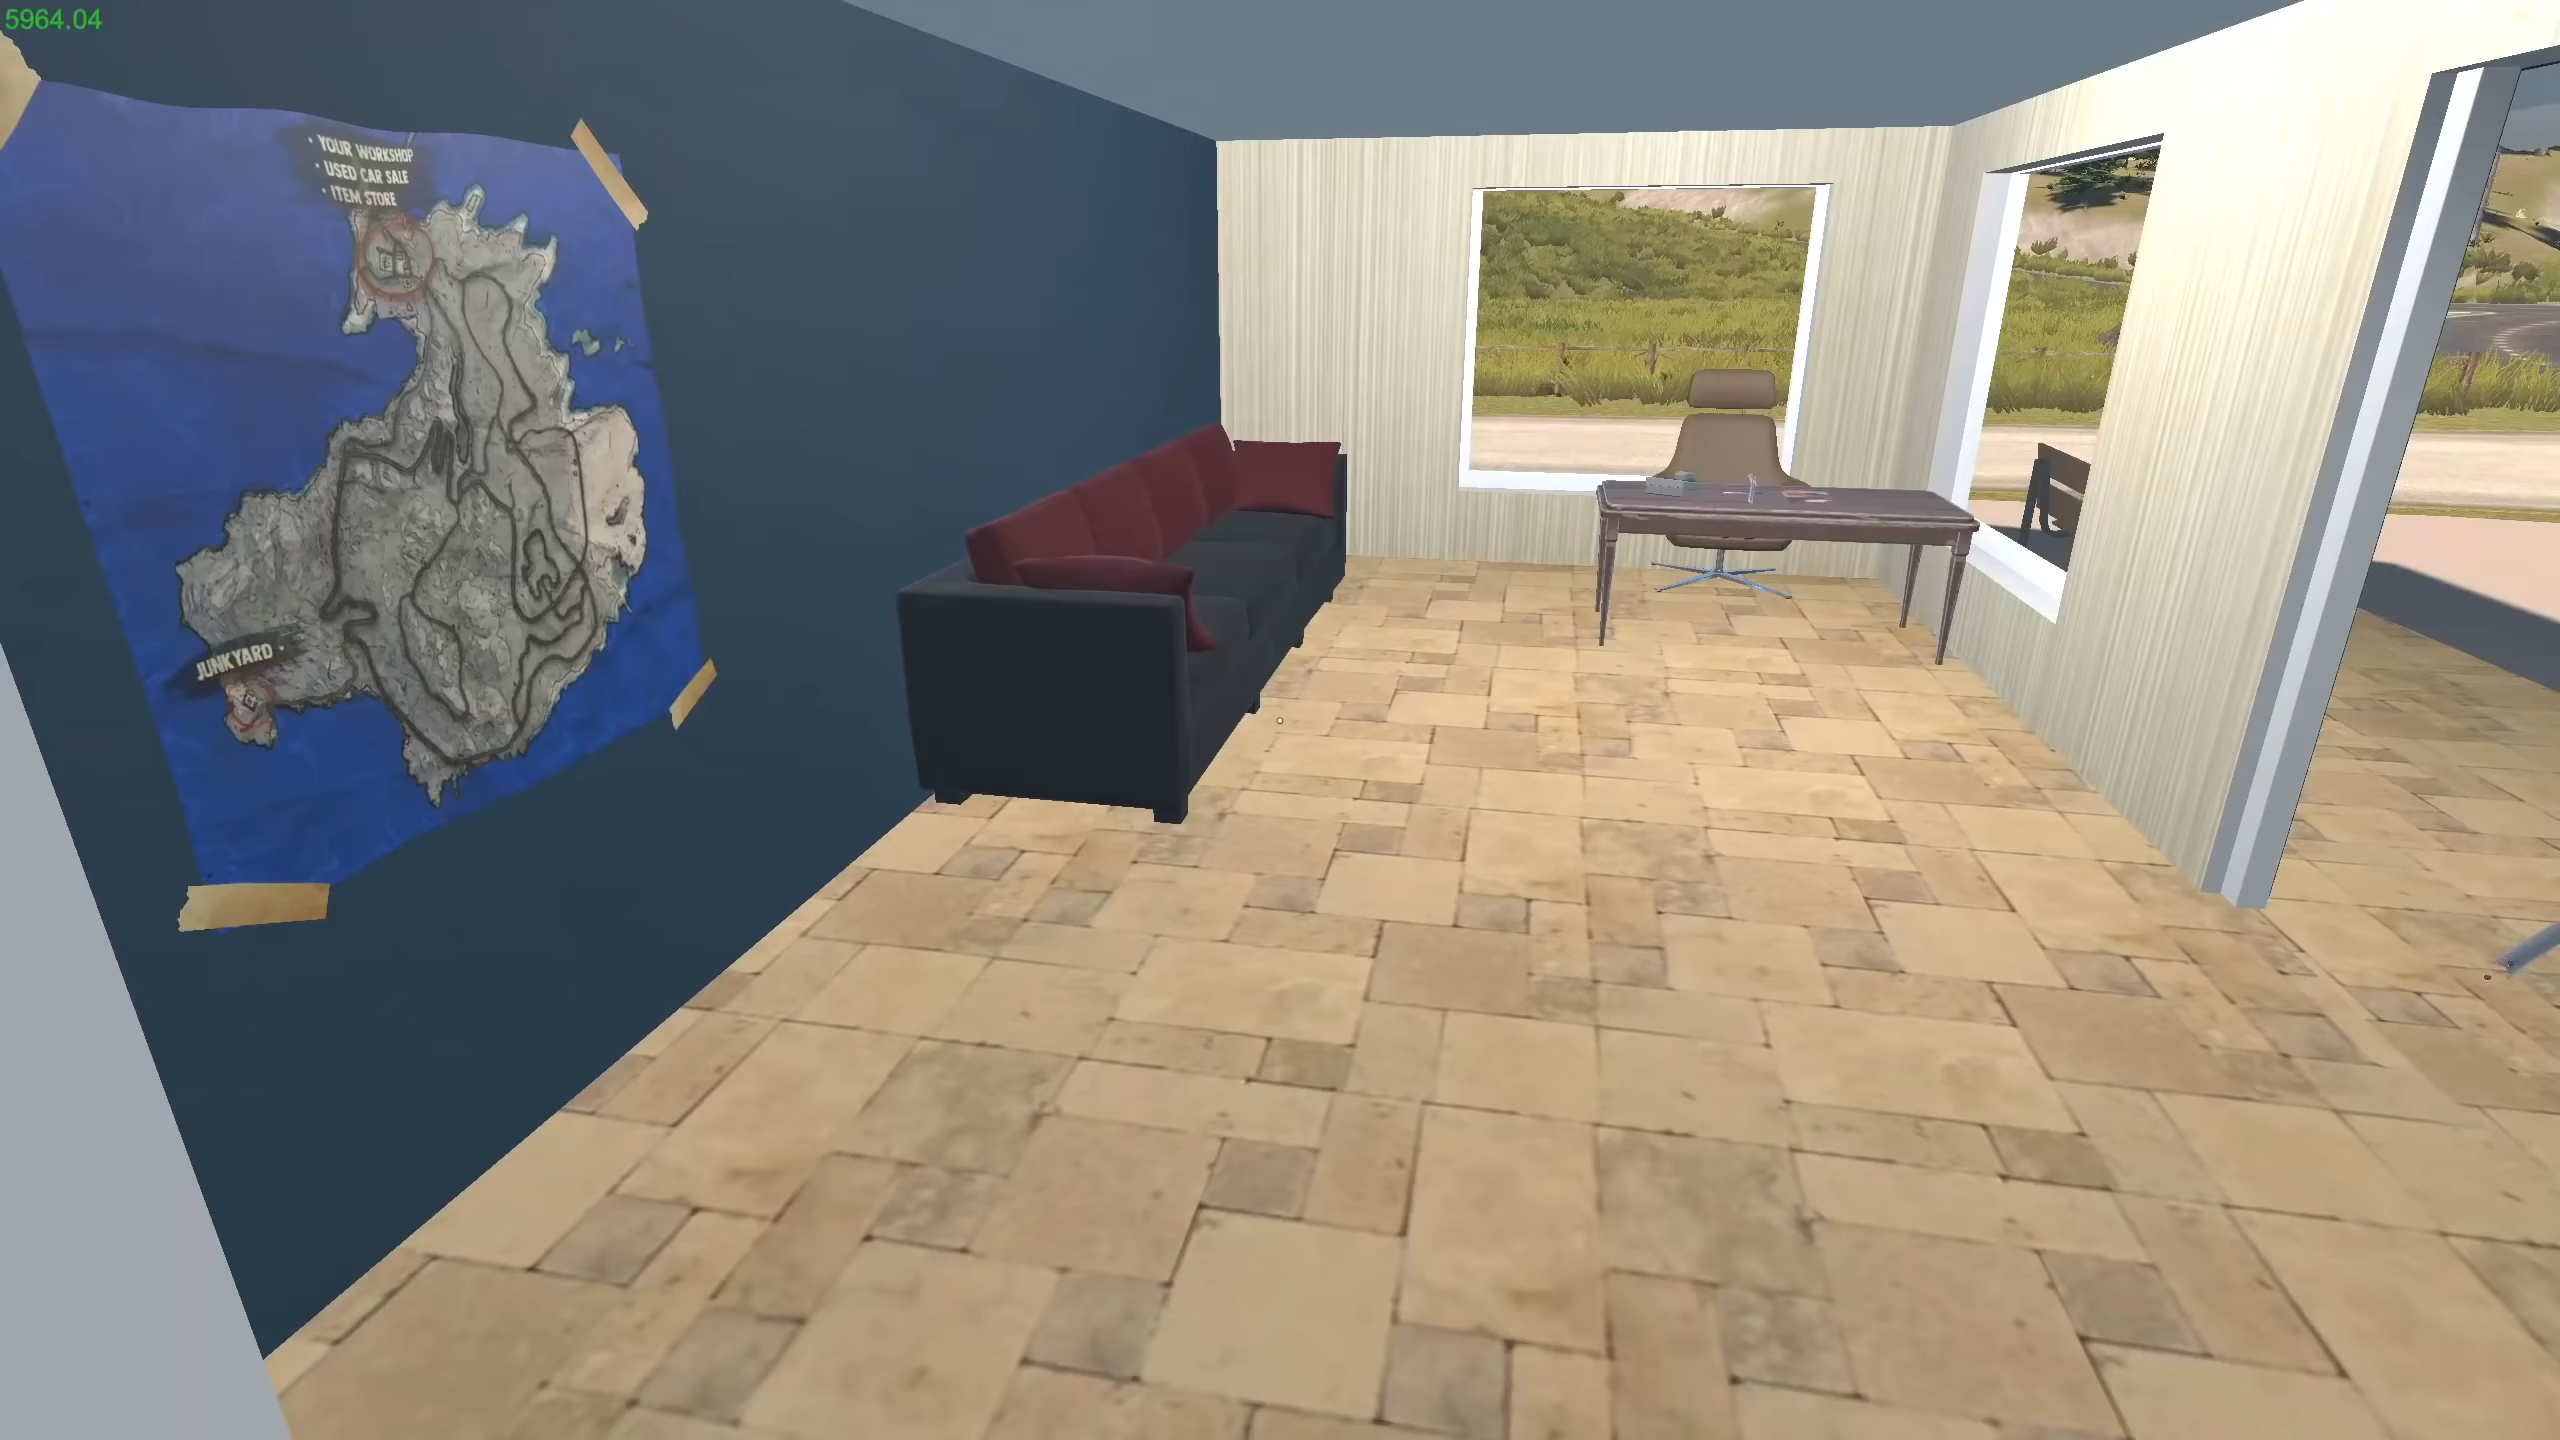 5964.04
• YOUR WORKSHOP
• USED CAR SALE
• ITEM STORE
JUNKYARD •